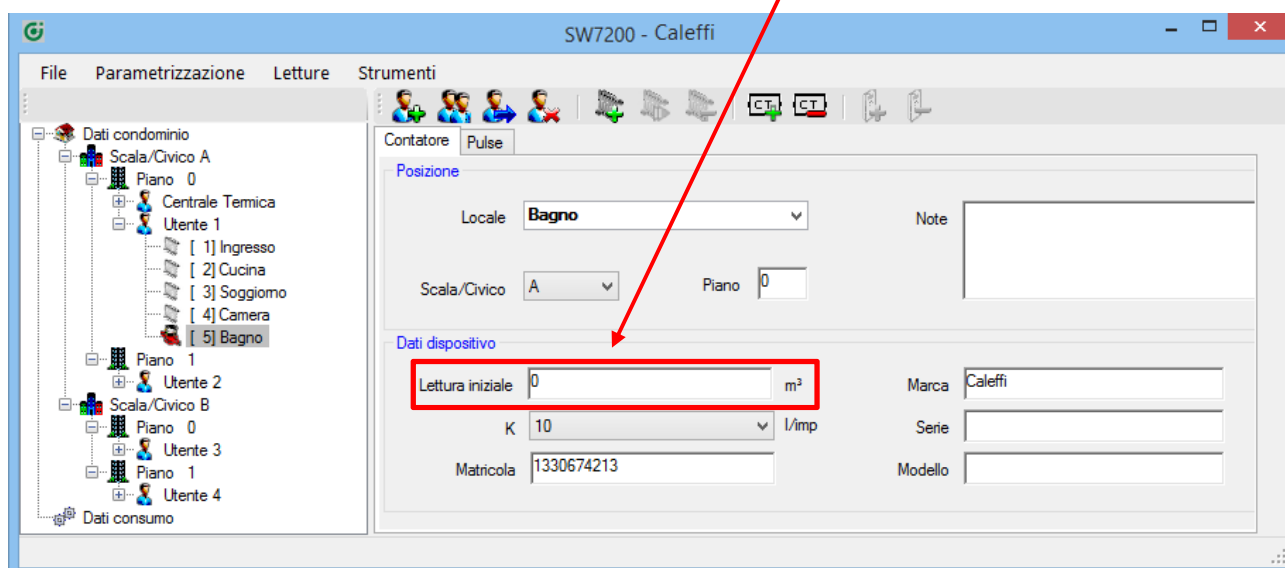 SW7200 - Caleffi
File Parametrizzazione Letture Strumenti
CT CT
Dati condominio
Scala/Civico A
Piano 0
Centrale Termica
Utente 1
[ 1] Ingresso
[ 2] Cucina
[ 3] Soggiorno
[ 4] Camera
[ 5] Bagno
Piano 1
Utente 2
Scala/Civico B
Piano 0
Utente 3
Piano 1
Utente 4
Dati consumo
Contatore Pulse
Posizione
Locale Bagno Note
Scala/Civico A Piano 0
Dati dispositivo
Lettura iniziale 0 m³ Marca Caleffi
K 10 l/imp Serie
Matricola 1330674213 Modello